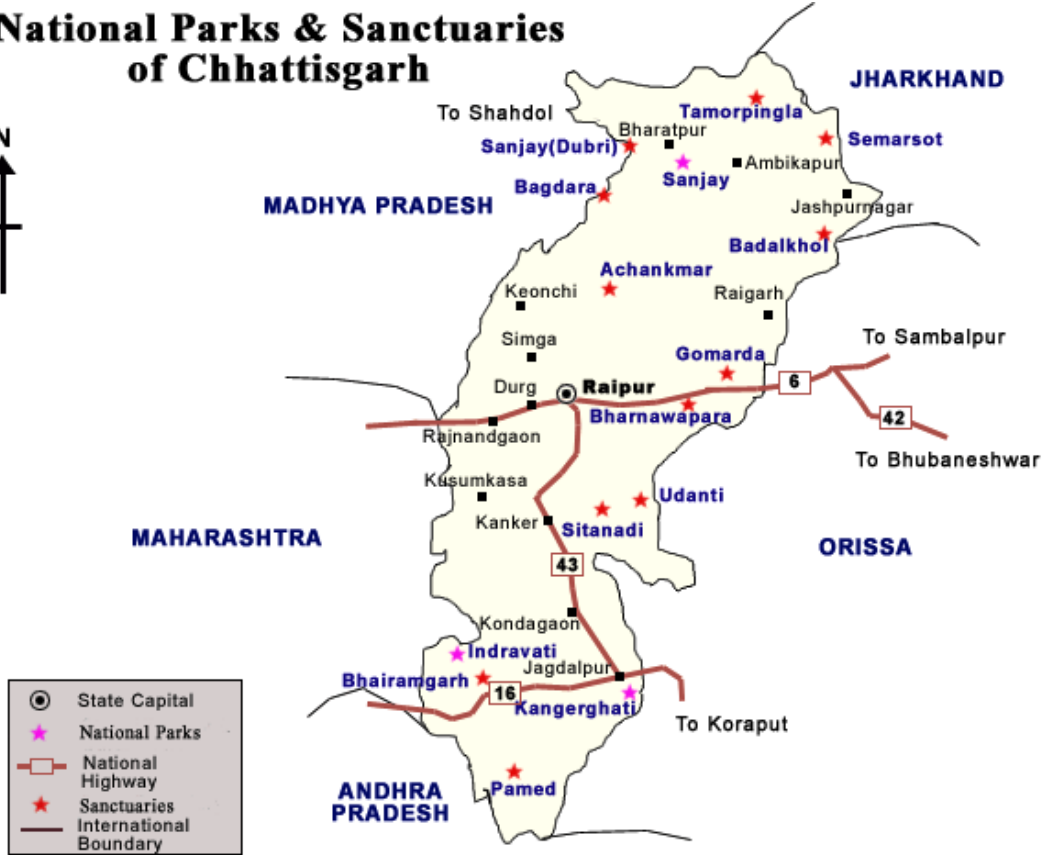 National Parks & Sanctuaries
of Chhattisgarh
N
JHARKHAND
To Shahdol
Tamorpingla
Bharatpur
Semarsot
Sanjay(Dubri)
Ambikapur
Sanjay
Bagdara
MADHYA PRADESH
Jashpurnagar
Badalkhol
Achankmar
Keonchi
Raigarh
Simga
To Sambalpur
Gomarda
Durg
Raipur
6
Bharnawapara
42
Rajnandgaon
To Bhubaneshwar
Kusumkasa
Udanti
Kanker
Sitanadi
MAHARASHTRA
ORISSA
43
Kondagaon
Indravati
Jagdalpur
Bhairamgarh
16
Kangerghati
To Koraput
Pamed
ANDHRA
PRADESH
State Capital
National Parks
National
Highway
Sanctuaries
International
Boundary